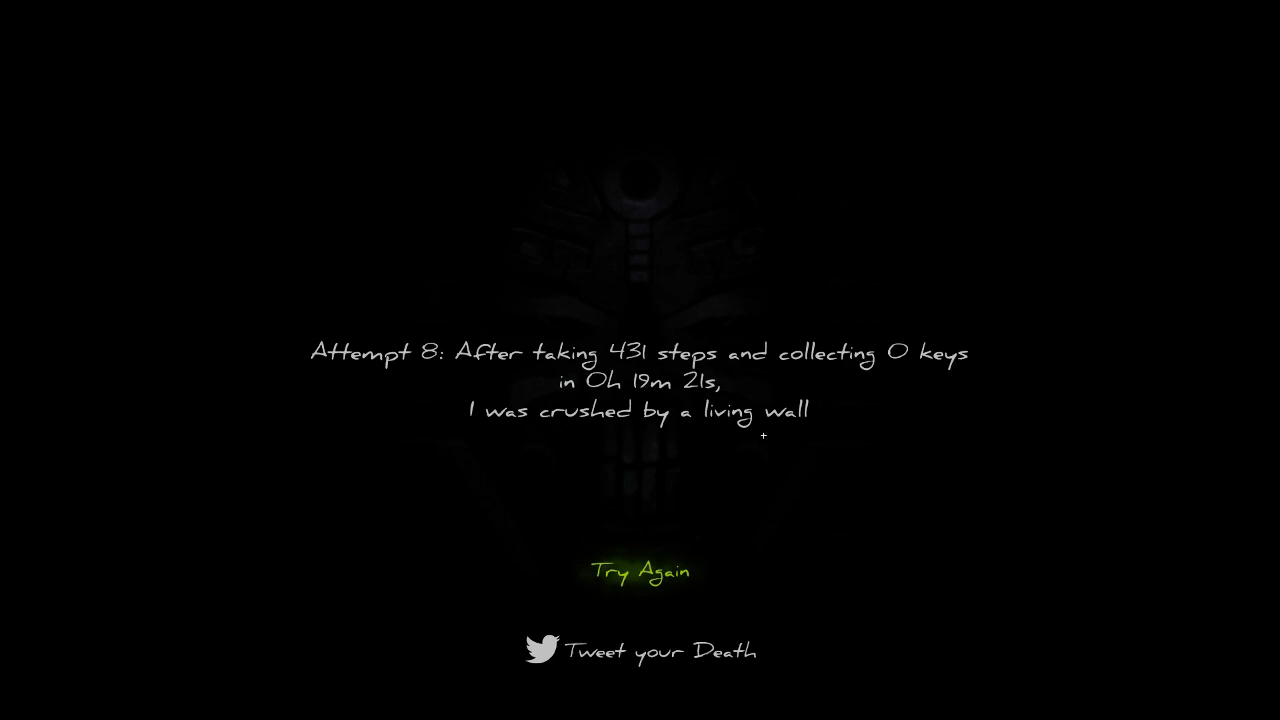 Attempt 8: After taking 431 steps and collecting 0 keys
in 0h 19m 21s,
I was crushed by a living wall
Try Again
Tweet your Death